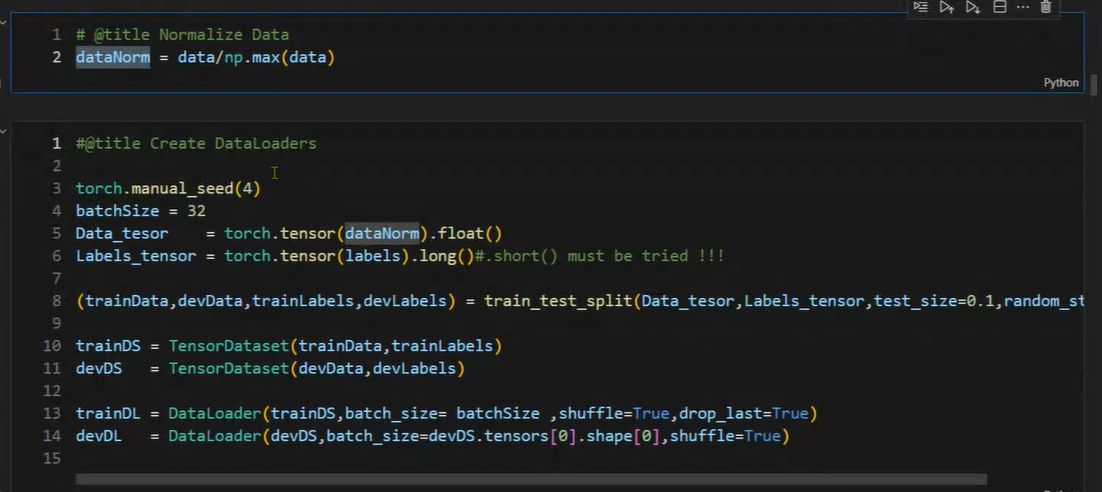 1 # @title Normalize Data
2 dataNorm = data/np.max(data)
Python
1 #@title Create DataLoaders
2
3 torch.manual_seed(4)
4 batchSize = 32
5 Data_tesor    = torch.tensor(dataNorm).float()
6 Labels_tensor = torch.tensor(labels).long()#.short() must be tried !!!
7
8 (trainData,devData,trainLabels,devLabels) = train_test_split(Data_tesor,Labels_tensor,test_size=0.1,random_st
9
10 trainDS = TensorDataset(trainData,trainLabels)
11 devDS   = TensorDataset(devData,devLabels)
12
13 trainDL = DataLoader(trainDS,batch_size= batchSize ,shuffle=True,drop_last=True)
14 devDL   = DataLoader(devDS,batch_size=devDS.tensors[0].shape[0],shuffle=True)
15